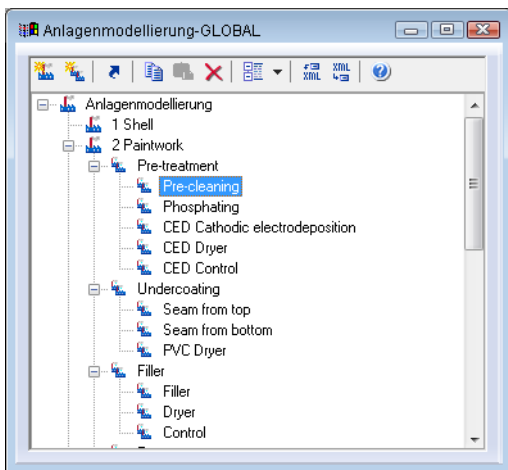 Anlagenmodellierung-GLOBAL
XML XML
Anlagenmodellierung
1 Shell
2 Paintwork
Pre-treatment
Pre-cleaning
Phosphating
CED Cathodic electrodeposition
CED Dryer
CED Control
Undercoating
Seam from top
Seam from bottom
PVC Dryer
Filler
Filler
Dryer
Control